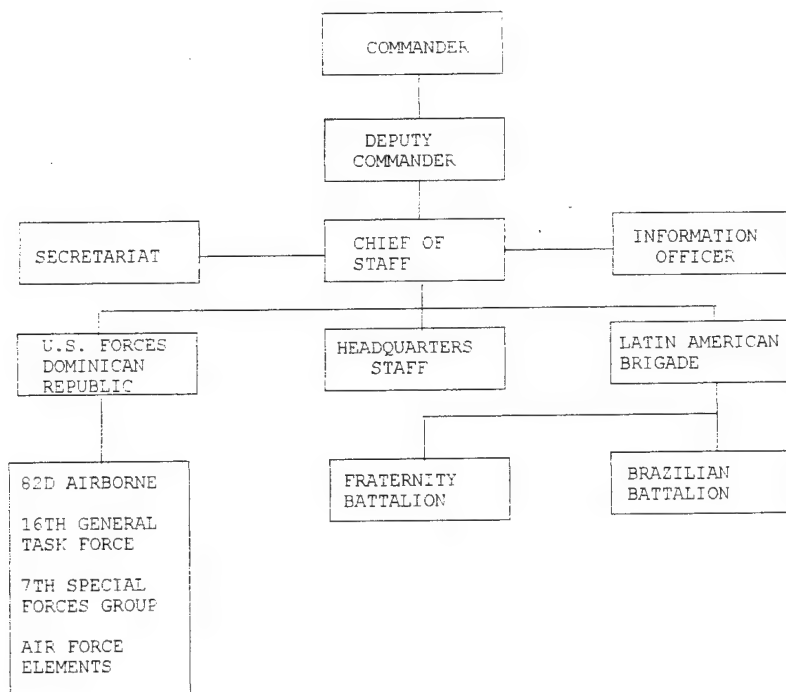 COMMANDER
DEPUTY
COMMANDER
SECRETARIAT
CHIEF OF
STAFF
INFORMATION
OFFICER
U.S. FORCES
DOMINICAN
REPUBLIC
HEADQUARTERS
STAFF
LATIN AMERICAN
BRIGADE
82D AIRBORNE
16TH GENERAL
TASK FORCE
7TH SPECIAL
FORCES GROUP
AIR FORCE
ELEMENTS
FRATERNITY
BATTALION
BRAZILIAN
BATTALION